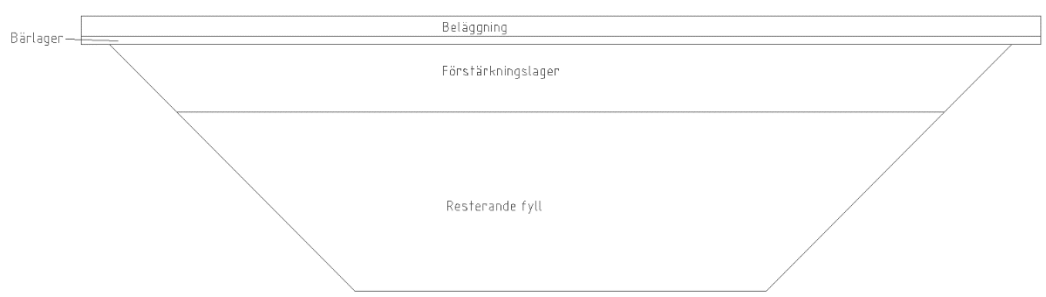 Beläggning
Bärlager
Förstärkningslager
Resterande fyll